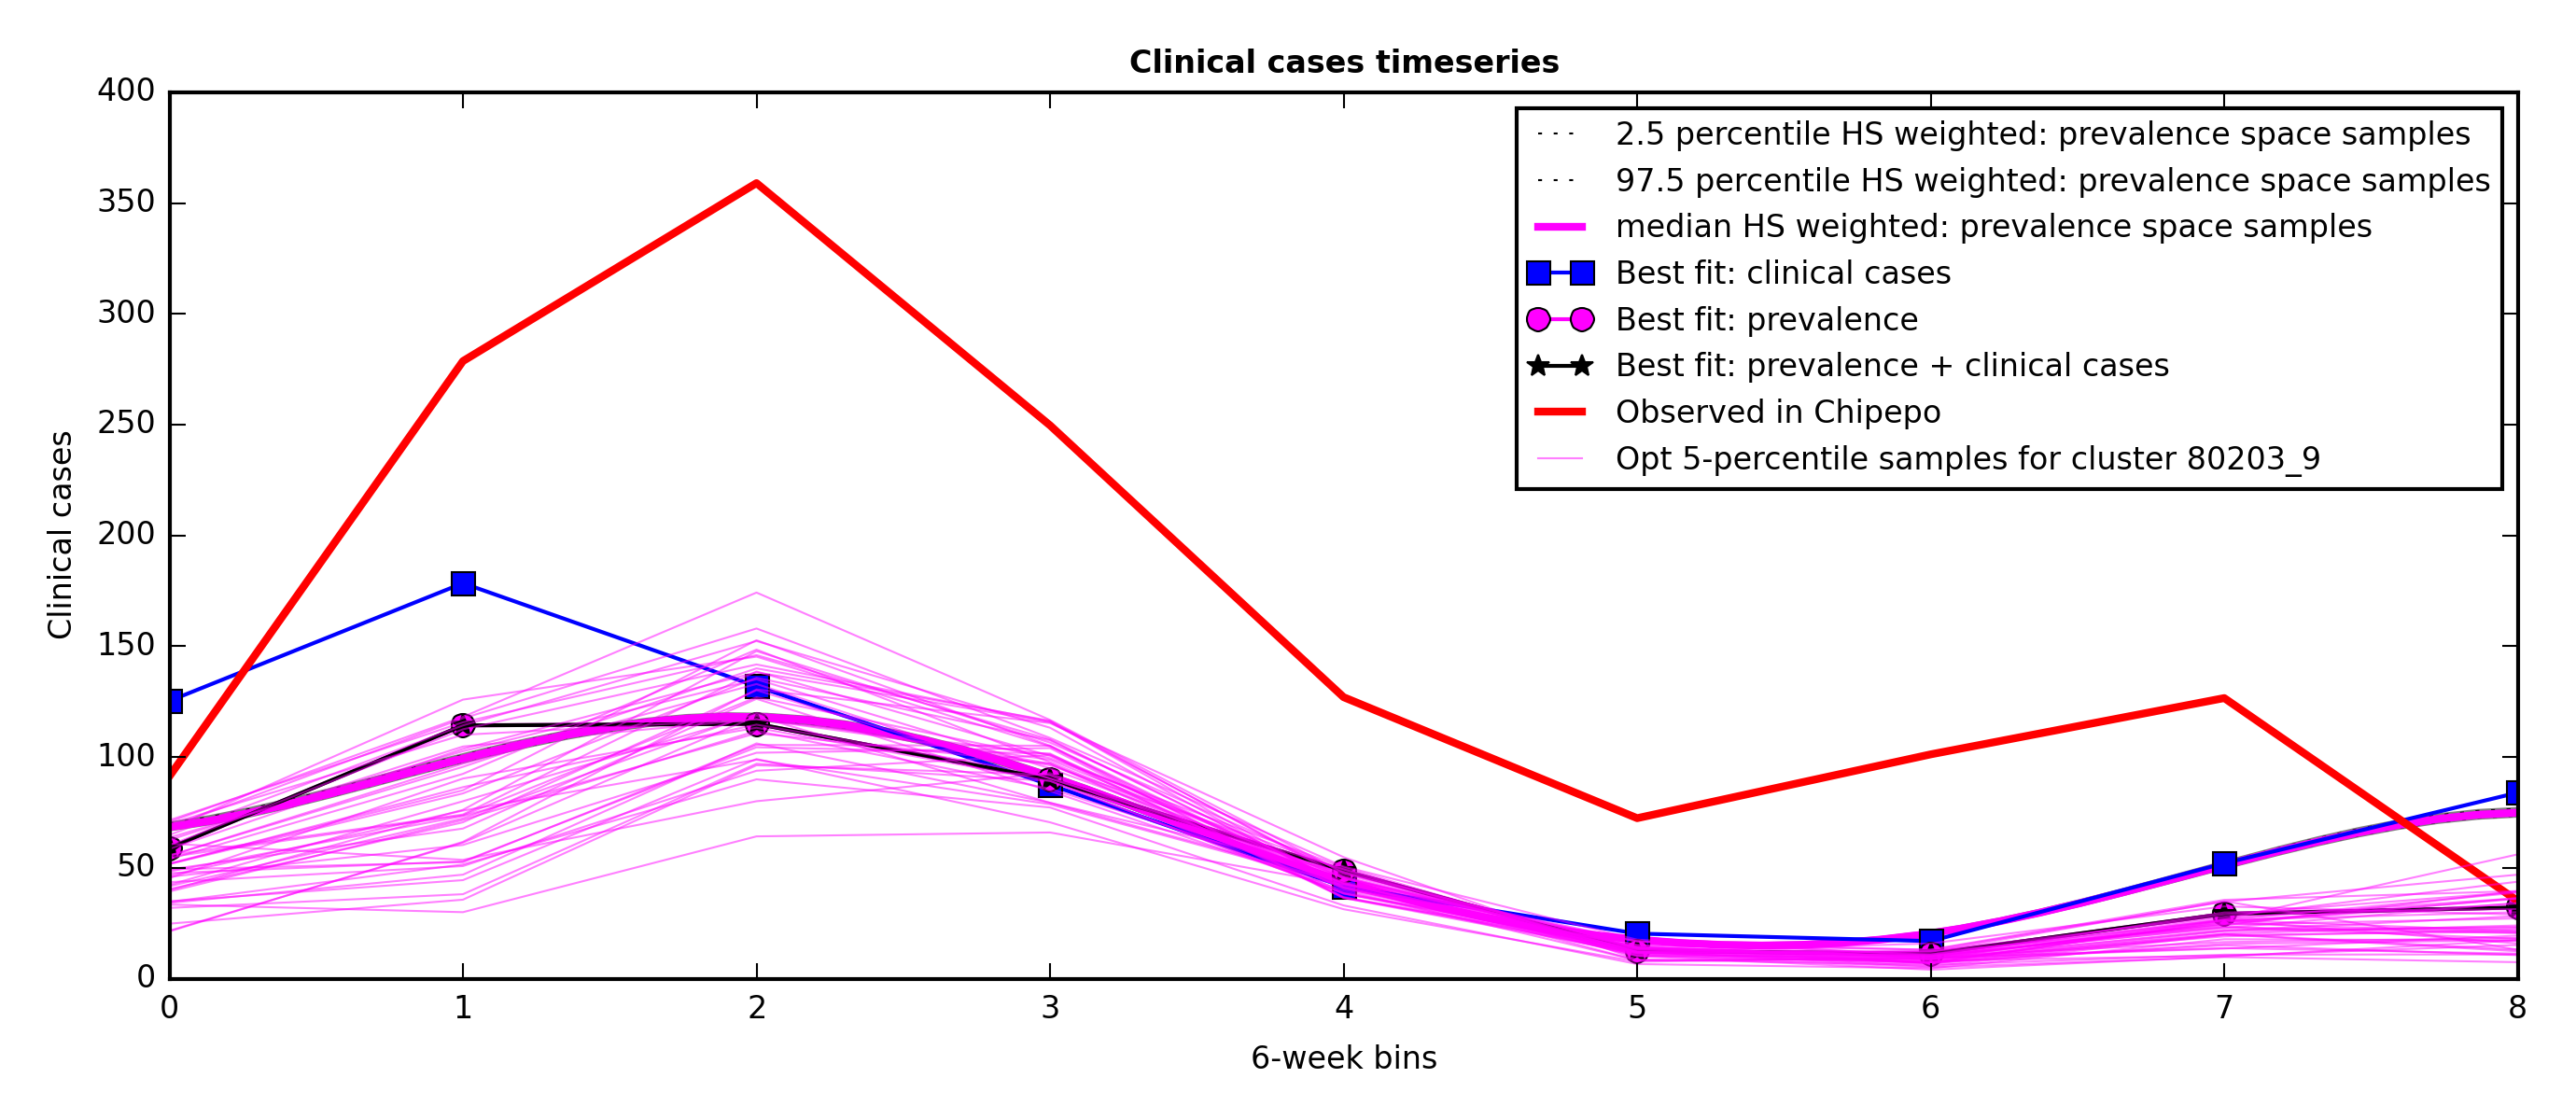 Clinical cases timeseries
400
350
300
250
200
150
100
50
0
Clinical cases
2.5 percentile HS weighted: prevalence space samples
97.5 percentile HS weighted: prevalence space samples
median HS weighted: prevalence space samples
Best fit: clinical cases
Best fit: prevalence
Best fit: prevalence + clinical cases
Observed in Chipepo
Opt 5-percentile samples for cluster 80203_9
0 1 2 3 4 5 6 7 8
6-week bins